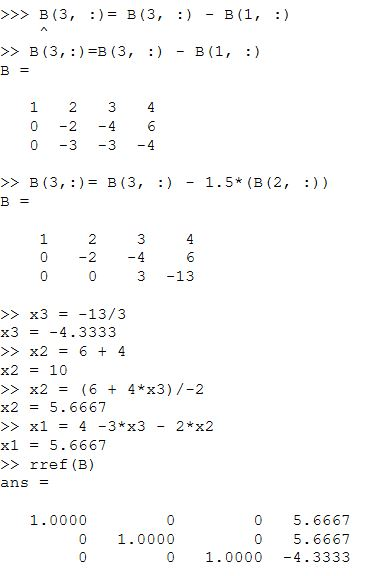 >>> B(3, :)= B(3, :) - B(1, :)
^
>> B(3,:)=B(3, :) - B(1, :)
B =
1 2 3 4
0 -2 -4 6
0 -3 -3 -4
>> B(3,:)= B(3, :) - 1.5*(B(2, :))
B =
1 2 3 4
0 -2 -4 6
0 0 3 -13
>> x3 = -13/3
x3 = -4.3333
>> x2 = 6 + 4
x2 = 10
>> x2 = (6 + 4*x3)/-2
x2 = 5.6667
>> x1 = 4 -3*x3 - 2*x2
x1 = 5.6667
>> rref(B)
ans =
1.0000 0 0 5.6667
0 1.0000 0 5.6667
0 0 1.0000 -4.3333